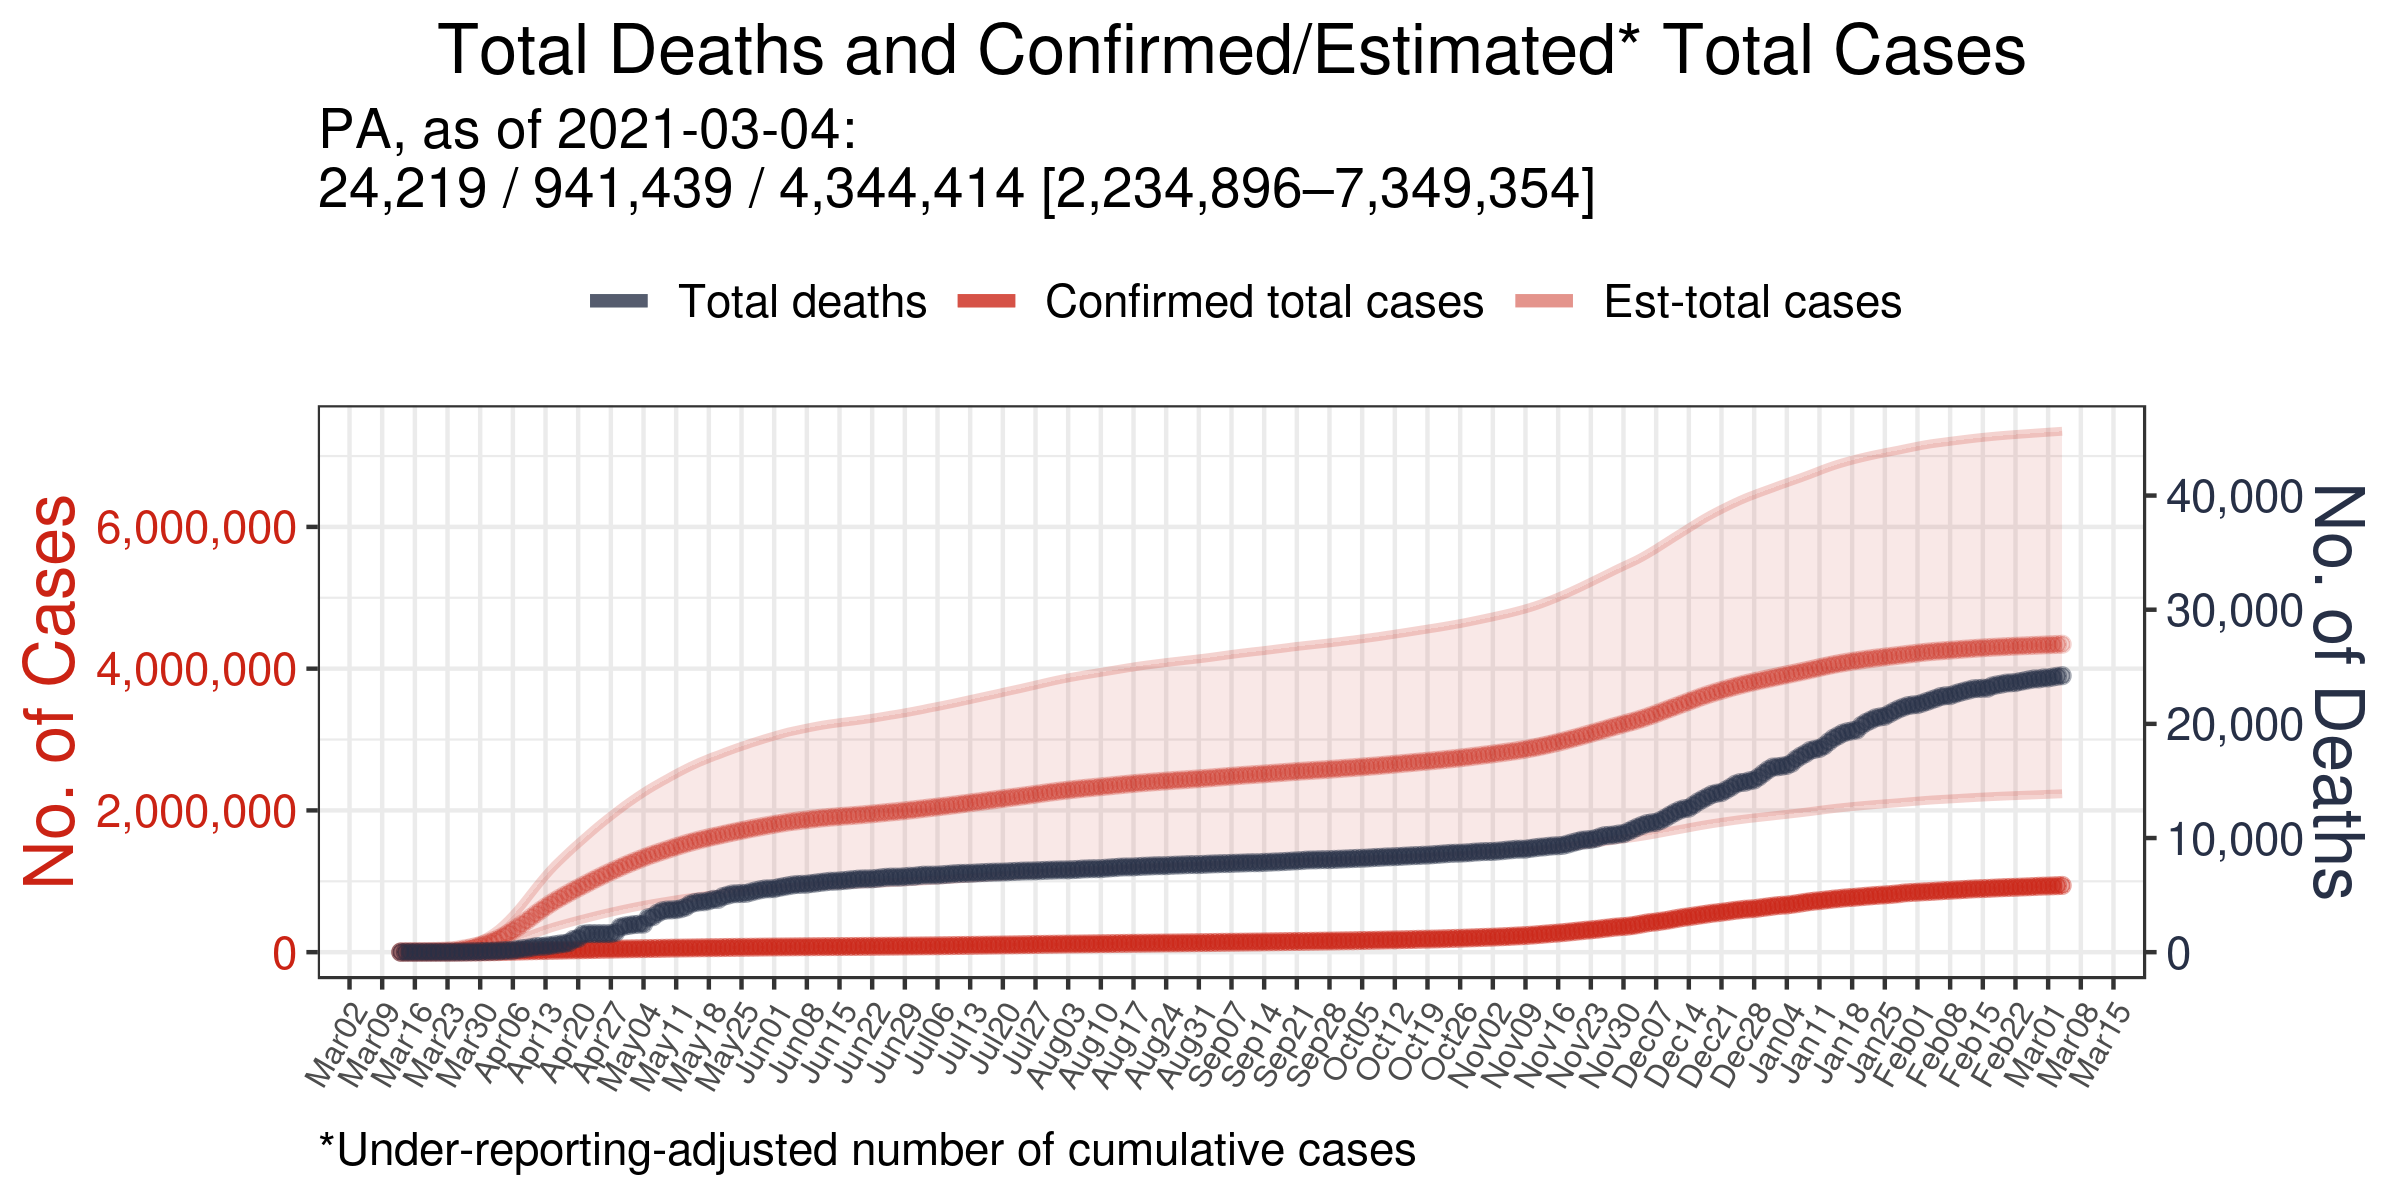 Total Deaths and Confirmed/Estimated* Total Cases
PA, as of 2021-03-04:
24,219 / 941,439 / 4,344,414 [2,234,896–7,349,354]
Total deaths
Confirmed total cases
Est-total cases
No. of Cases
6,000,000
4,000,000
2,000,000
0
40,000
30,000
20,000
10,000
0
No. of Deaths
Mar02
Mar09
Mar16
Mar23
Mar30
Apr06
Apr13
Apr20
Apr27
May04
May11
May18
May25
Jun01
Jun08
Jun15
Jun22
Jun29
Jul06
Jul13
Jul20
Jul27
Aug03
Aug10
Aug17
Aug24
Aug31
Sep07
Sep14
Sep21
Sep28
Oct05
Oct12
Oct19
Oct26
Nov02
Nov09
Nov16
Nov23
Nov30
Dec07
Dec14
Dec21
Dec28
Jan04
Jan11
Jan18
Jan25
Feb01
Feb08
Feb15
Feb22
Mar01
Mar08
Mar15
*Under-reporting-adjusted number of cumulative cases